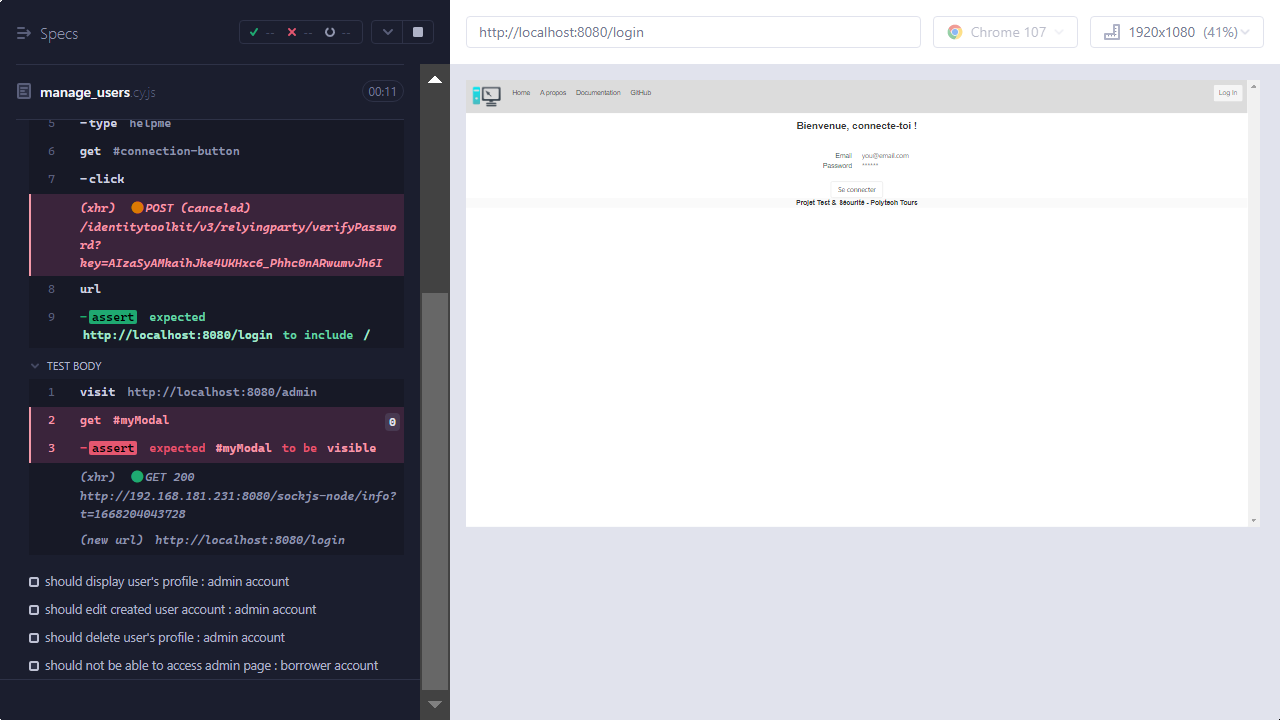 Specs
--
--
--
manage_users.cy.js
00:11
5 -type helpme
6 get #connection-button
7 -click
(xhr) POST (canceled)
/identitytoolkit/v3/relyingparty/verifyPasswo
rd?
key=AIzaSyAMkaihJke4UKHxc6_Phhc0nARwumvJh6I
8 url
9 -assert expected
http://localhost:8080/login to include /
TEST BODY
1 visit http://localhost:8080/admin
2 get #myModal 0
3 -assert expected #myModal to be visible
(xhr) GET 200
http://192.168.181.231:8080/sockjs-node/info?
t=1668204043728
(new url) http://localhost:8080/login
should display user's profile : admin account
should edit created user account : admin account
should delete user's profile : admin account
should not be able to access admin page : borrower account
http://localhost:8080/login
Chrome 107
1920x1080 (41%)
Home A propos Documentation GitHub
Log In
Bienvenue, connecte-toi !
Email you@email.com
Password ******
Se connecter
Projet Test & Sécurité - Polytech Tours